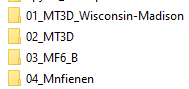 01_MT3D_Wisconsin-Madison
02_MT3D
03_MF6_B
04_Mnfienen